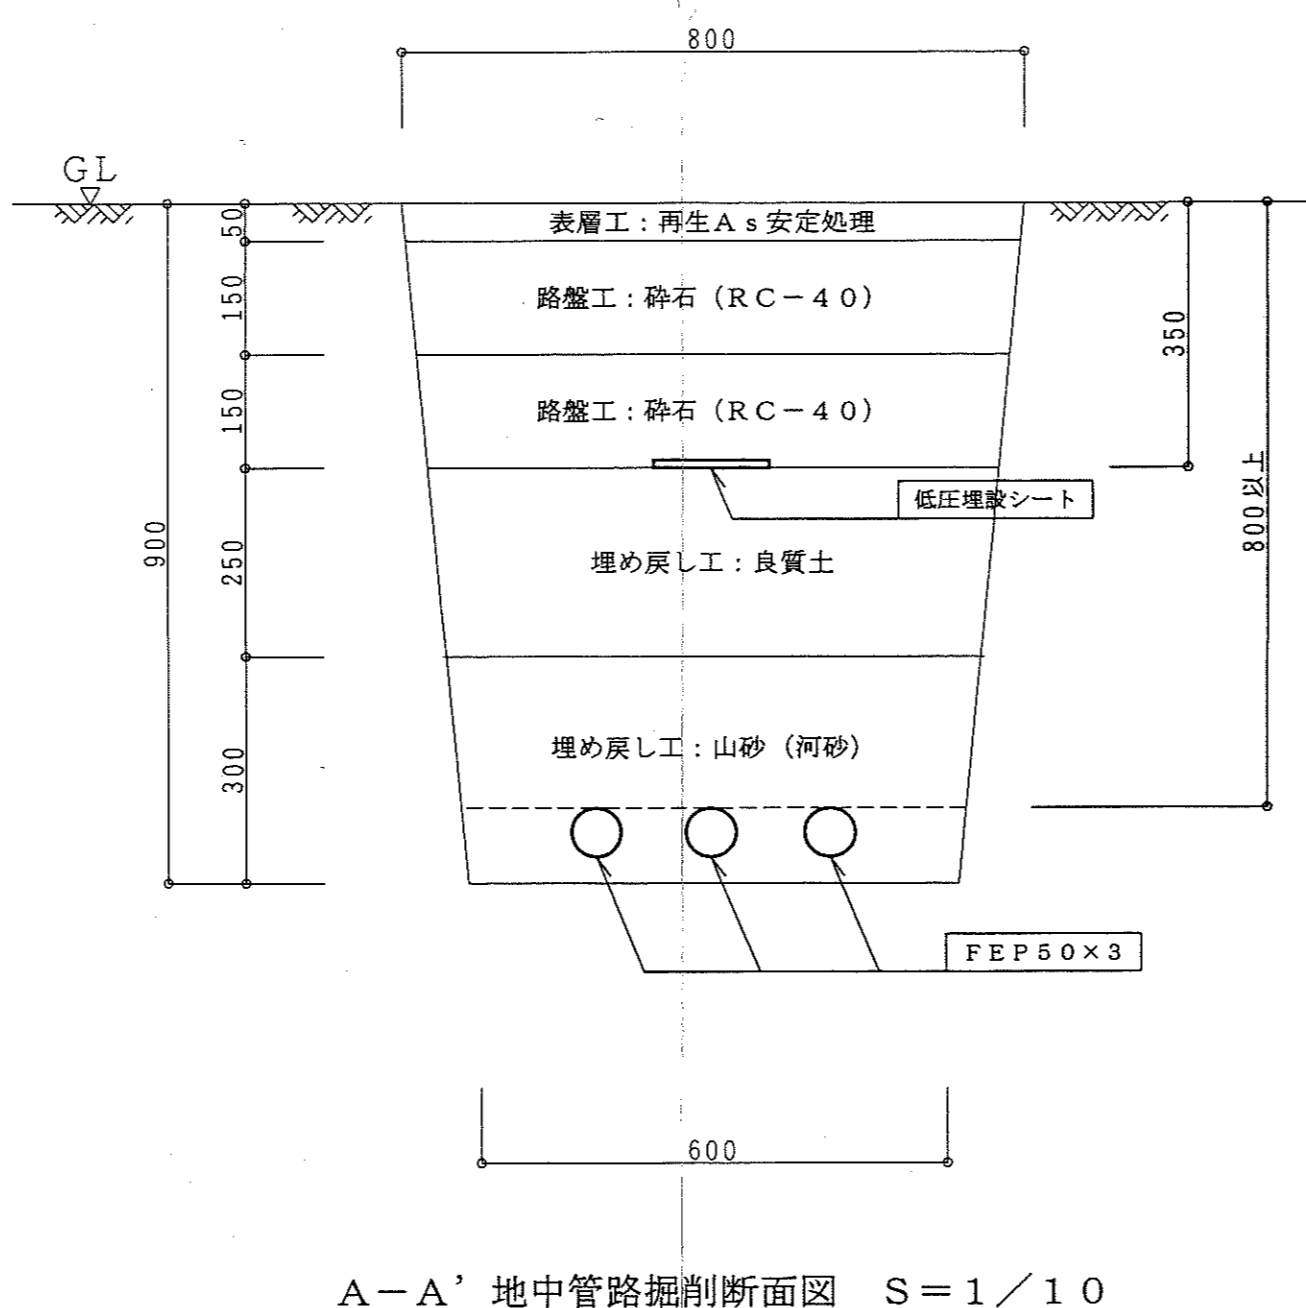 800
GL
50
表層工：再生Ａｓ安定処理
150
路盤工：砕石（ＲＣ－４０）
350
150
路盤工：砕石（ＲＣ－４０）
低圧埋設シート
800以上
900
250
埋め戻し工：良質土
300
埋め戻し工：山砂（河砂）
ＦＥＰ５０×３
600
Ａ－Ａ’ 地中管路掘削断面図　Ｓ＝１／１０